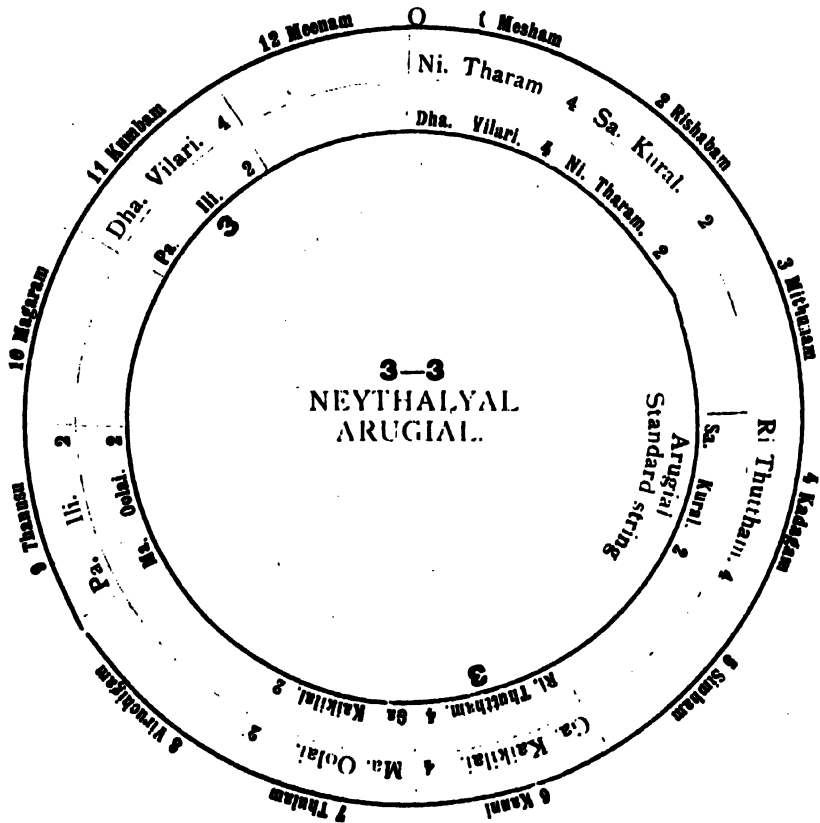 O
1 Mesham
2 Rishabam
3 Mithunam
4 Kadagam
5 Simham
6 Kanni
7 Thulam
8 Viruchigam
9 Thanusu
10 Magaram
11 Kumbam
12 Meenam
Ni. Tharam 4
Sa. Kural. 2
Ri Thuttham. 4
Ga. Kaikilai. 4
Ma. Oolai. 2
Pa. Ili. 2
Dha. Vilari. 4
Dha. Vilari. 4
Ni. Tharam. 2
Sa. Kural. 2
Ri. Thuttham. 4
Ga Kaikilai. 2
Ma. Oolai. 2
Pa. Ili. 2
3
3
Arugial
Standard string
3—3
NEYTHALYAL
ARUGIAL.